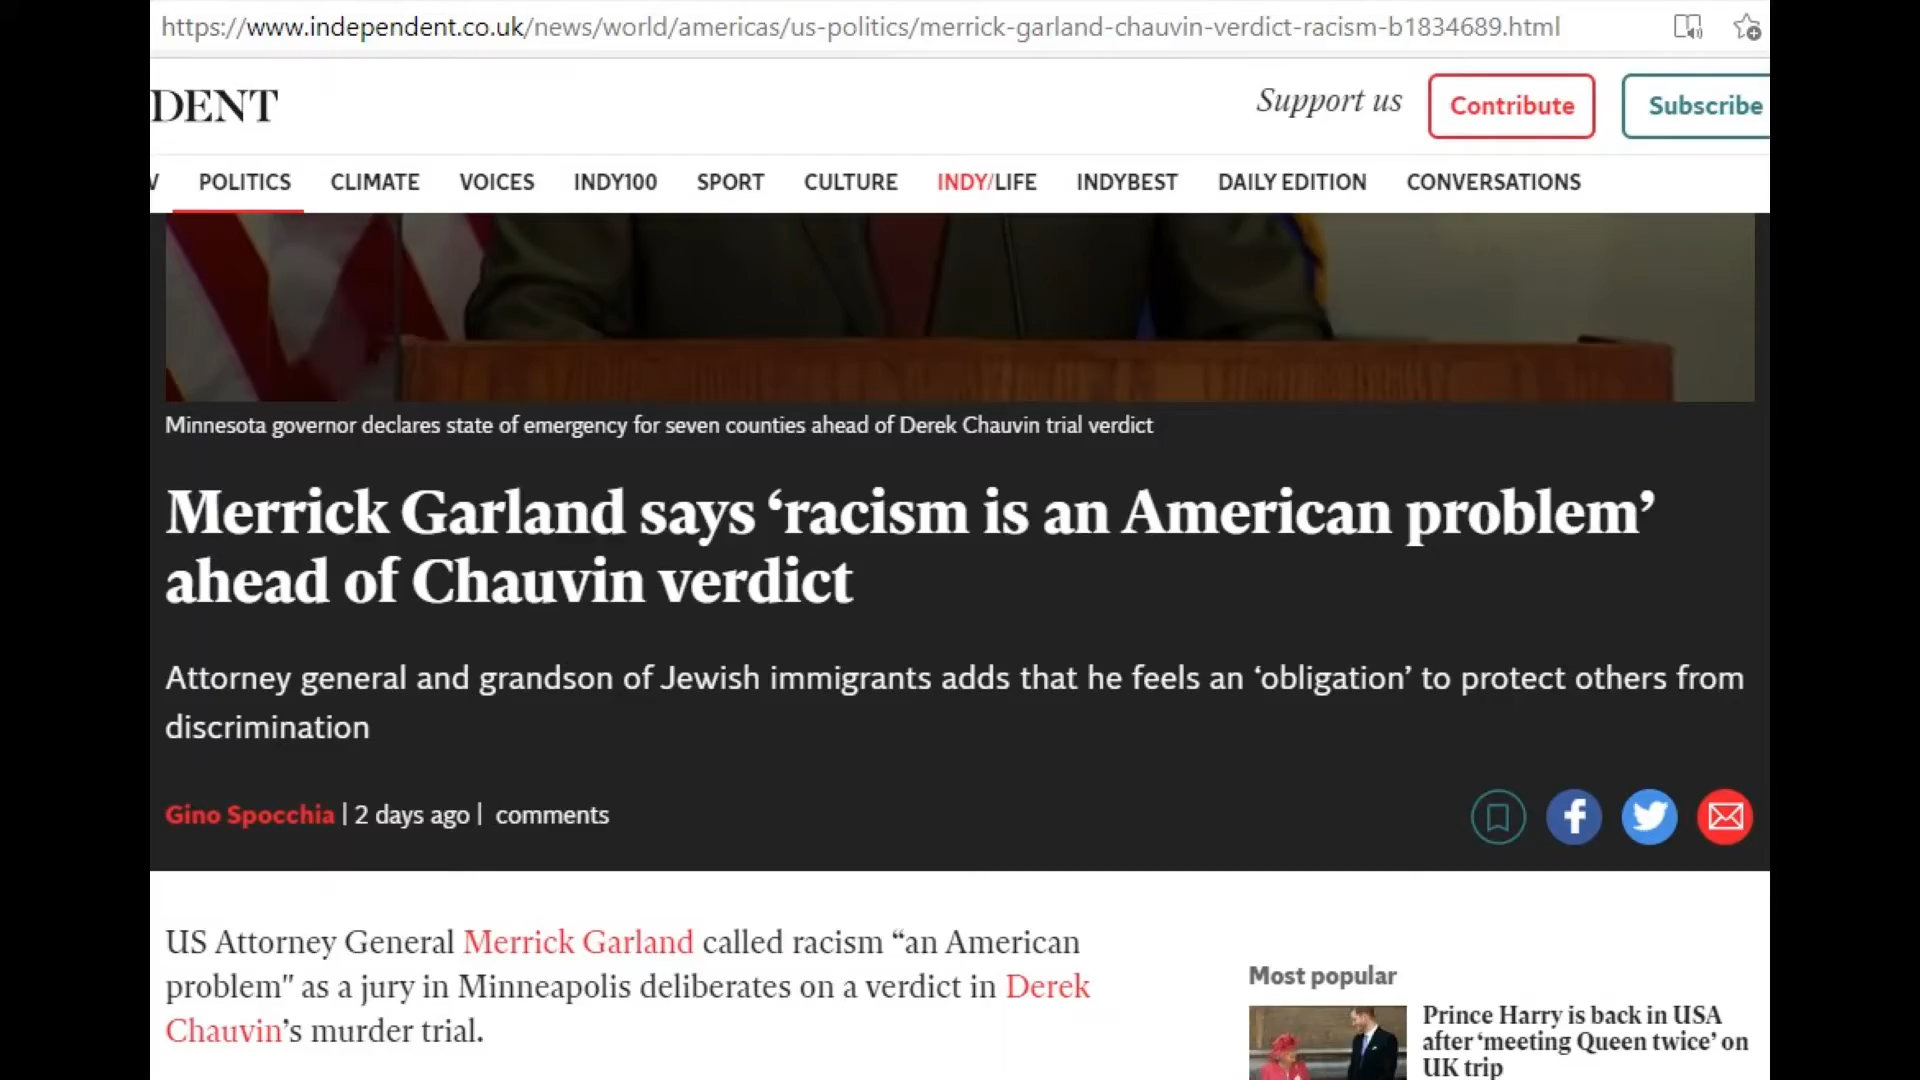 https://www.independent.co.uk/news/world/americas/us-politics/merrick-garland-chauvin-verdict-racism-b1834689.html
DENT
Support us
Contribute
Subscribe
POLITICS CLIMATE VOICES INDY100 SPORT CULTURE INDY/LIFE INDYBEST DAILY EDITION CONVERSATIONS
Minnesota governor declares state of emergency for seven counties ahead of Derek Chauvin trial verdict
Merrick Garland says ‘racism is an American problem’
ahead of Chauvin verdict
Attorney general and grandson of Jewish immigrants adds that he feels an ‘obligation’ to protect others from
discrimination
Gino Spocchia | 2 days ago | comments
US Attorney General Merrick Garland called racism “an American
problem" as a jury in Minneapolis deliberates on a verdict in Derek
Chauvin’s murder trial.
Most popular
Prince Harry is back in USA
after ‘meeting Queen twice’ on
UK trip